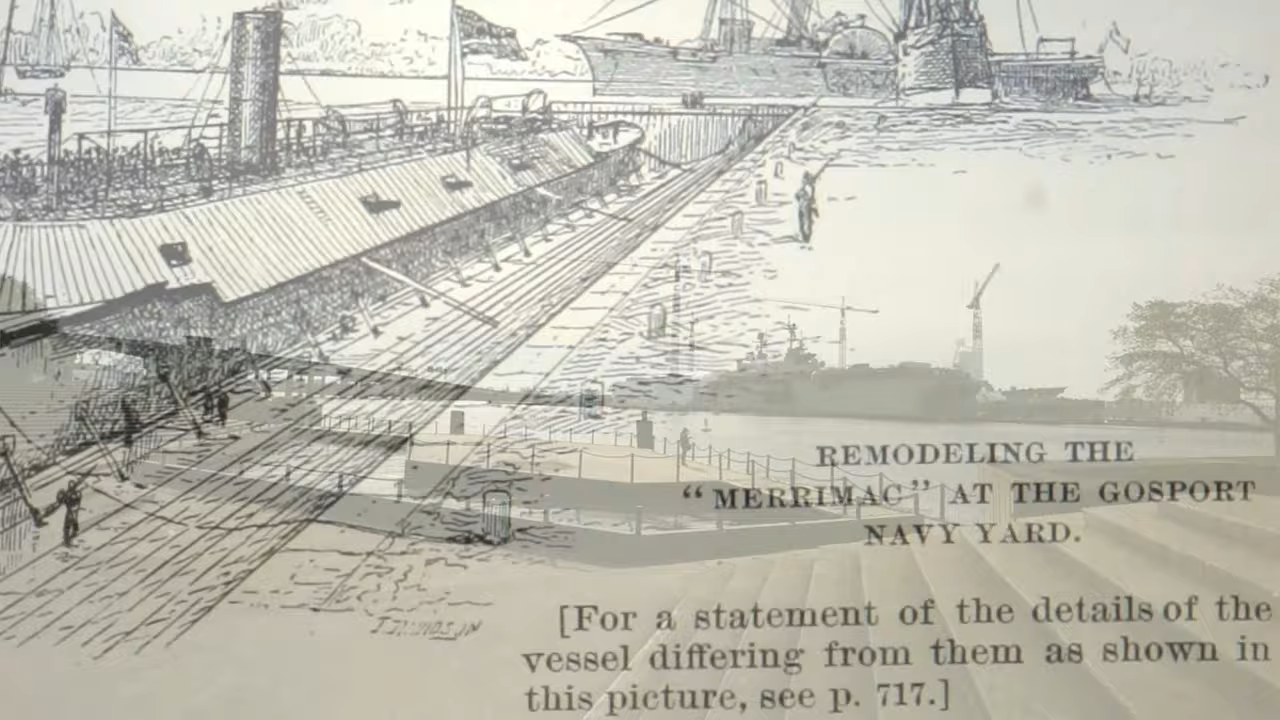 REMODELING THE
“MERRIMAC” AT THE GOSPORT
NAVY YARD.
[For a statement of the details of the
vessel differing from them as shown in
this picture, see p. 717.]